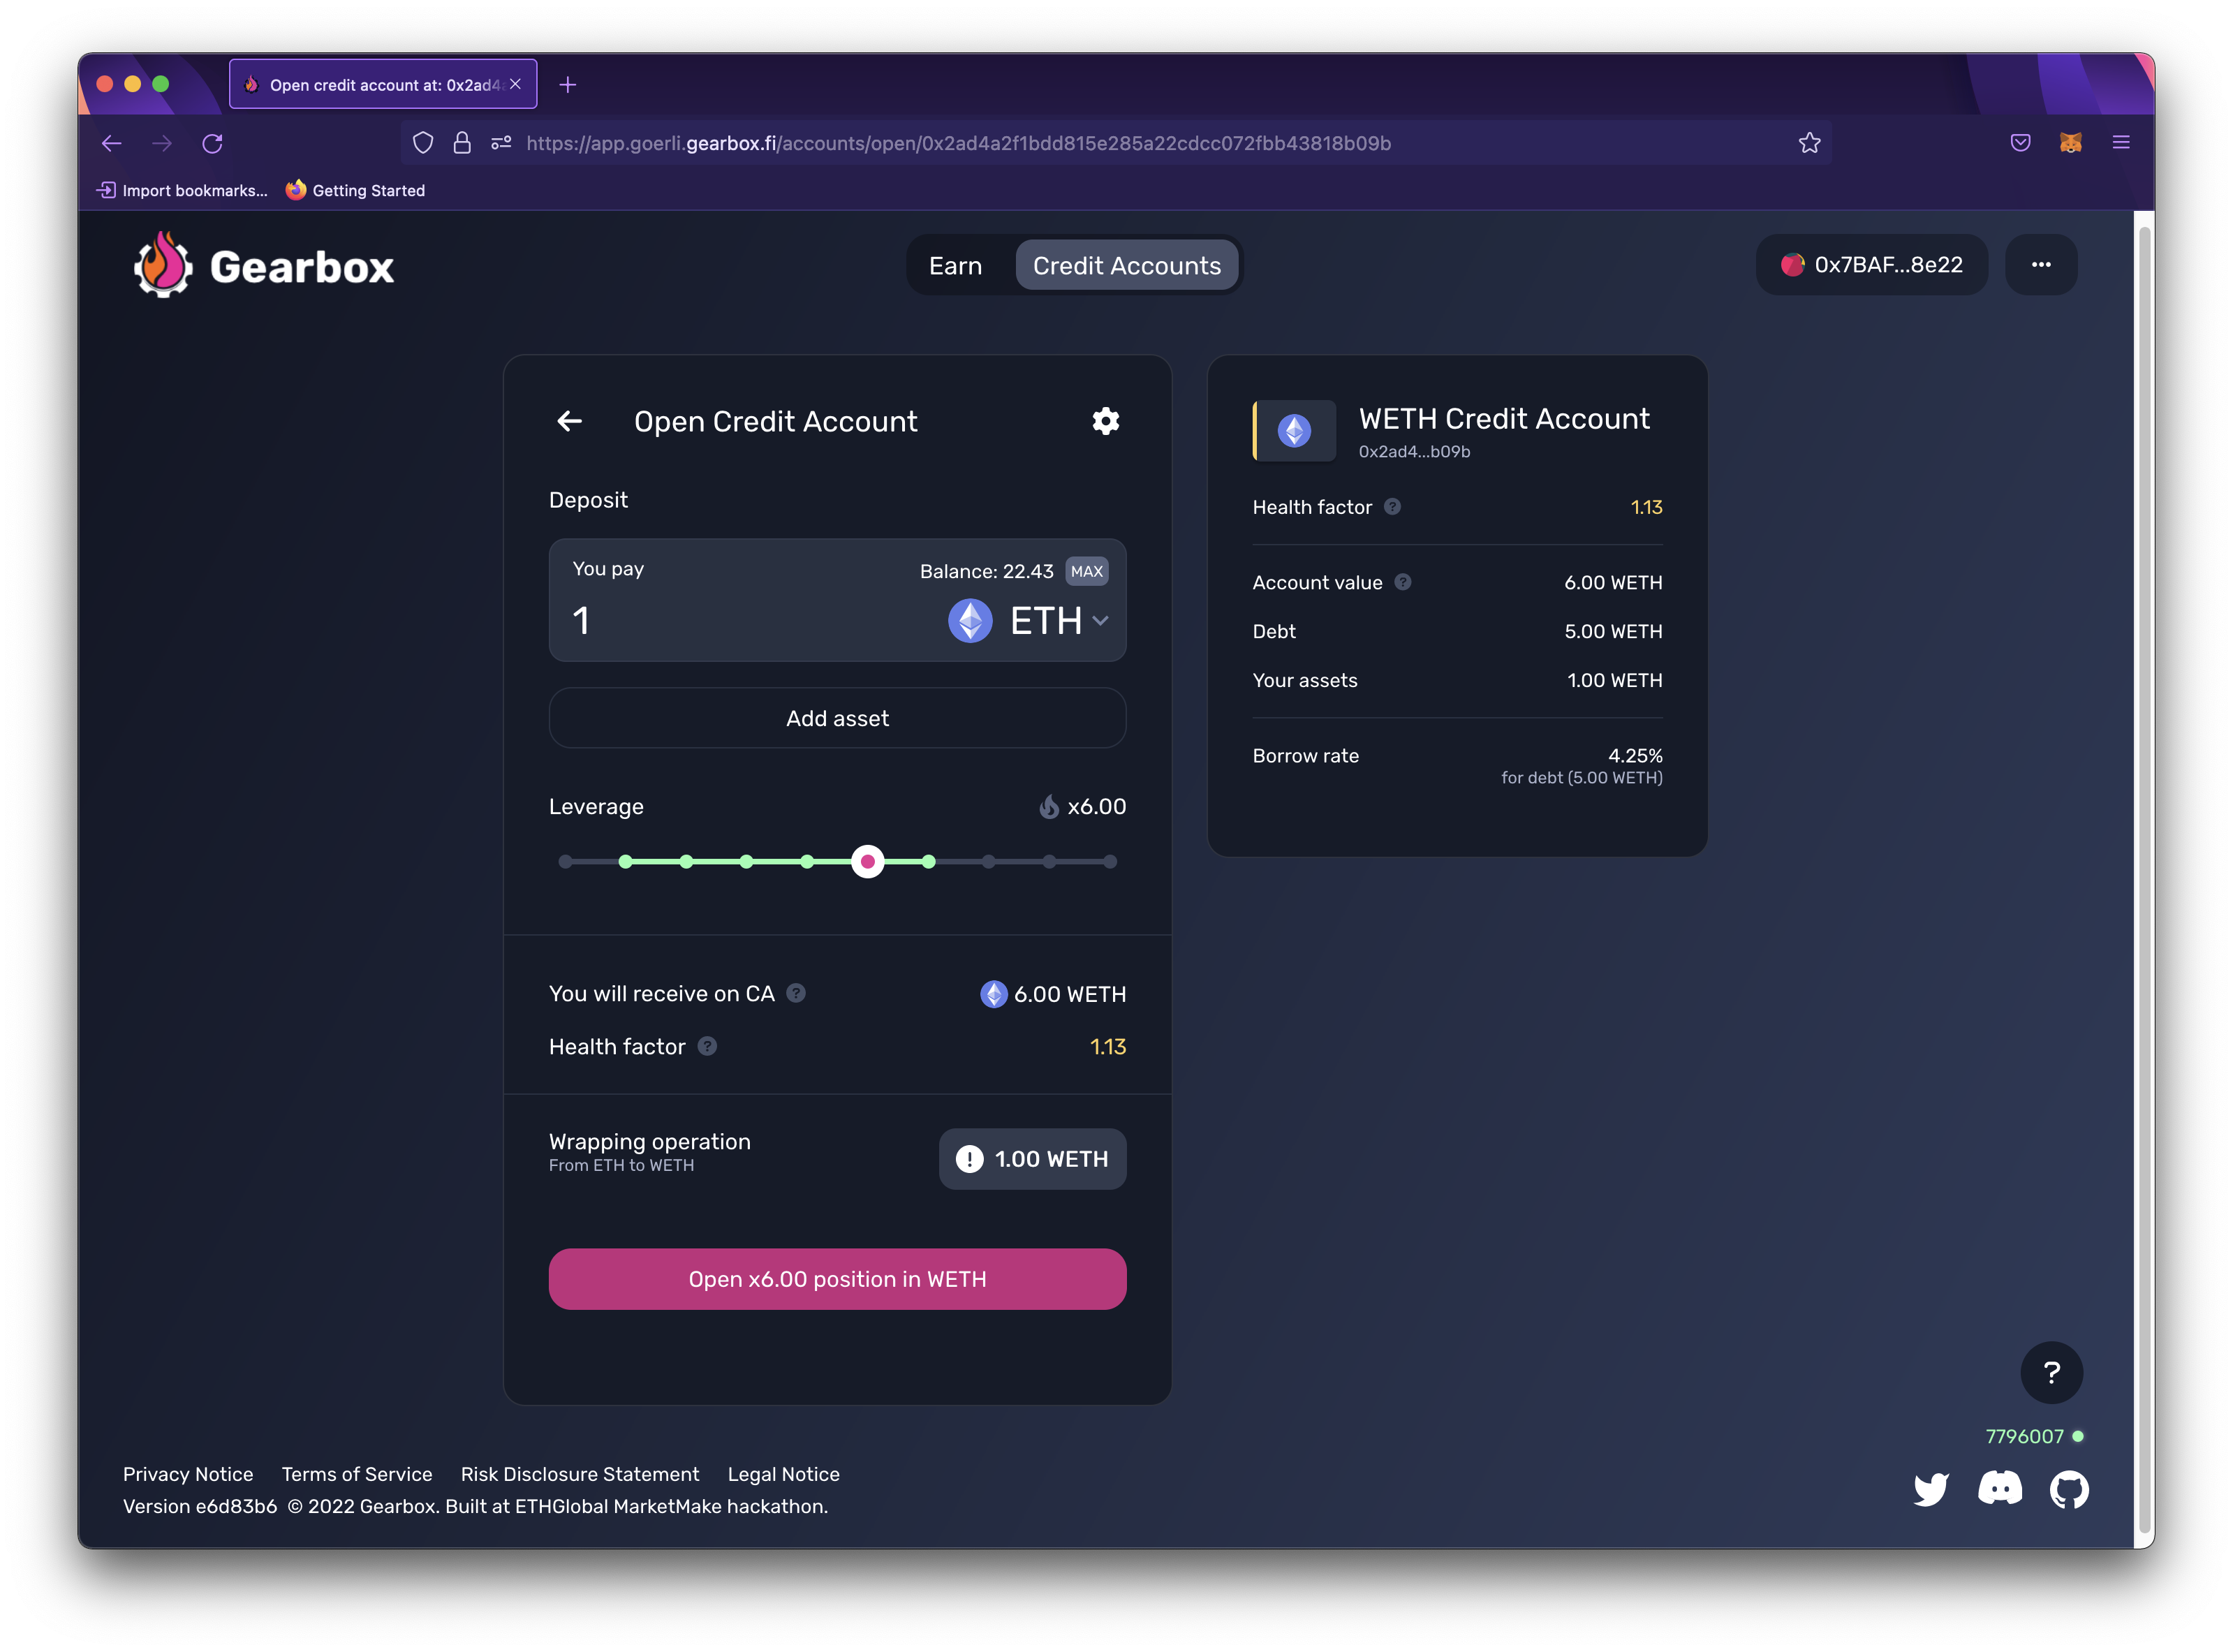 Open credit account at: 0x2ad4
https://app.goerli.gearbox.fi/accounts/open/0x2ad4a2f1bdd815e285a22cdcc072fbb43818b09b
Import bookmarks... Getting Started
Gearbox
Earn Credit Accounts
0x7BAF...8e22
Open Credit Account
Deposit
You pay Balance: 22.43 MAX
1 ETH
Add asset
Leverage x6.00
You will receive on CA ? 6.00 WETH
Health factor ? 1.13
Wrapping operation
From ETH to WETH
! 1.00 WETH
Open x6.00 position in WETH
WETH Credit Account
0x2ad4...b09b
Health factor ? 1.13
Account value ? 6.00 WETH
Debt 5.00 WETH
Your assets 1.00 WETH
Borrow rate 4.25%
for debt (5.00 WETH)
?
7796007
Privacy Notice Terms of Service Risk Disclosure Statement Legal Notice
Version e6d83b6 © 2022 Gearbox. Built at ETHGlobal MarketMake hackathon.